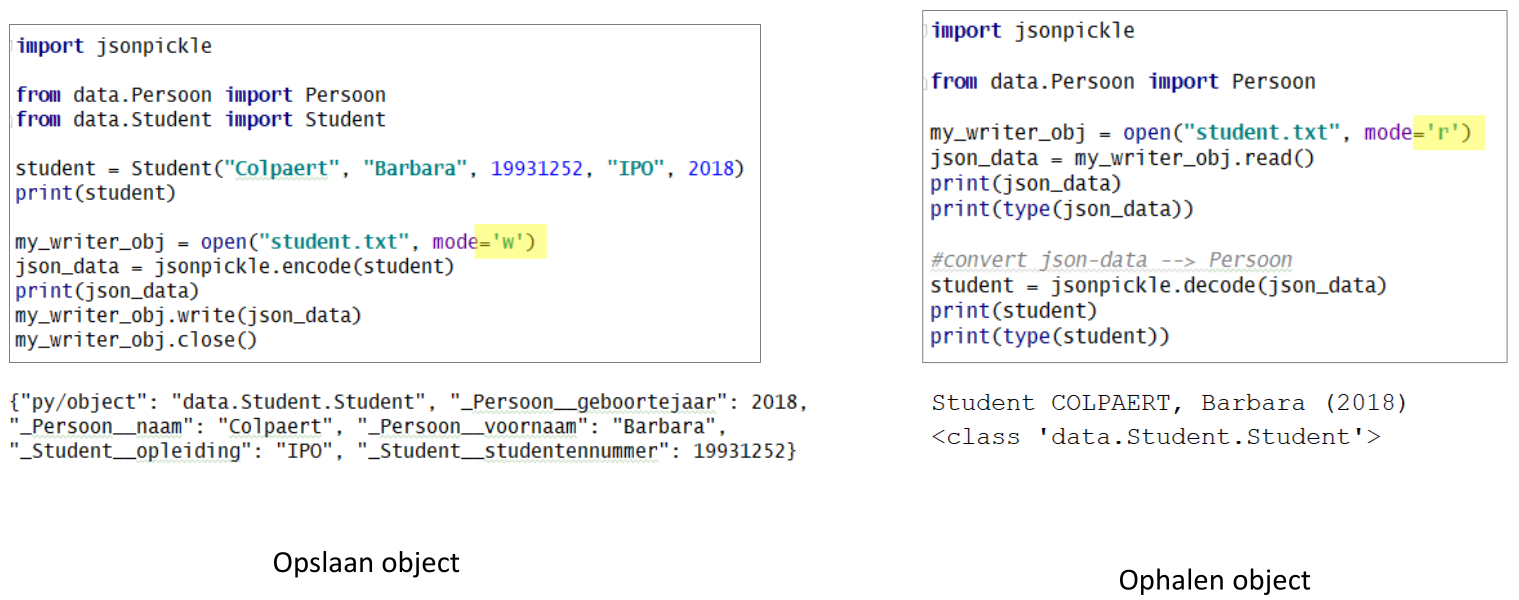 import jsonpickle
from data.Persoon import Persoon
from data.Student import Student
student = Student("Colpaert", "Barbara", 19931252, "IPO", 2018)
print(student)
my_writer_obj = open("student.txt", mode='w')
json_data = jsonpickle.encode(student)
print(json_data)
my_writer_obj.write(json_data)
my_writer_obj.close()
{"py/object": "data.Student.Student", "_Persoon__geboortejaar": 2018,
"_Persoon__naam": "Colpaert", "_Persoon__voornaam": "Barbara",
"_Student__opleiding": "IPO", "_Student__studentennummer": 19931252}
Opslaan object
import jsonpickle
from data.Persoon import Persoon
my_writer_obj = open("student.txt", mode='r')
json_data = my_writer_obj.read()
print(json_data)
print(type(json_data))
#convert json-data --> Persoon
student = jsonpickle.decode(json_data)
print(student)
print(type(student))
Student COLPAERT, Barbara (2018)
<class 'data.Student.Student'>
Ophalen object